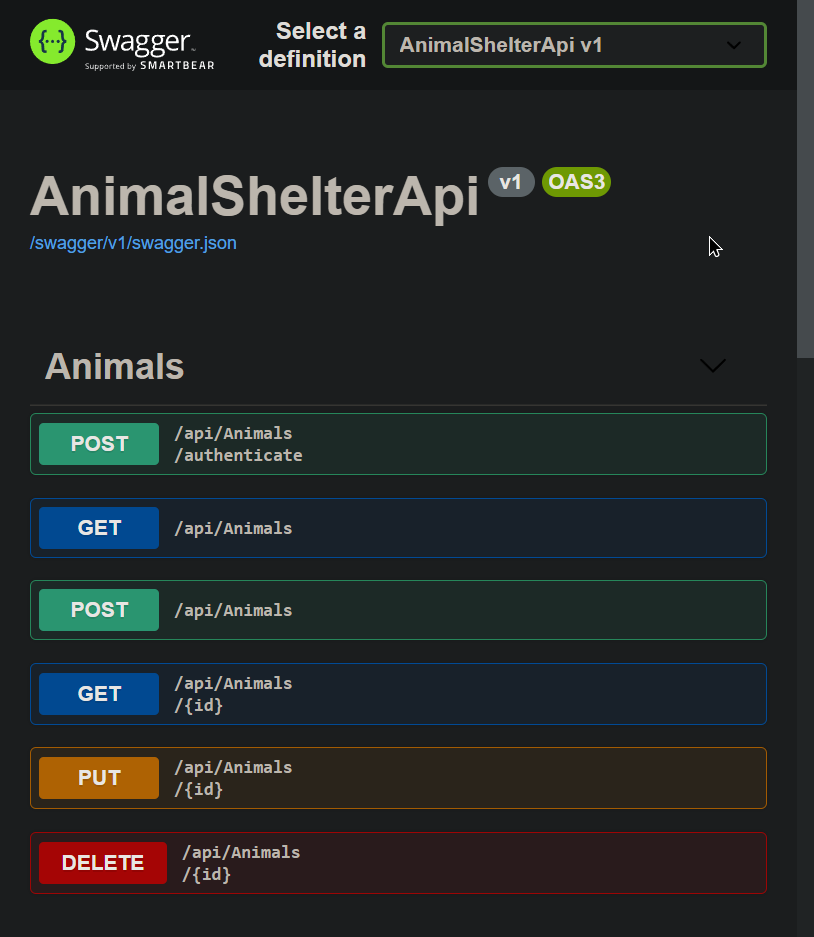 Swagger
Supported by SMARTBEAR
Select a
definition
AnimalShelterApi v1
AnimalShelterApi v1 OAS3
/swagger/v1/swagger.json
Animals
POST /api/Animals
/authenticate
GET /api/Animals
POST /api/Animals
GET /api/Animals
/{id}
PUT /api/Animals
/{id}
DELETE /api/Animals
/{id}